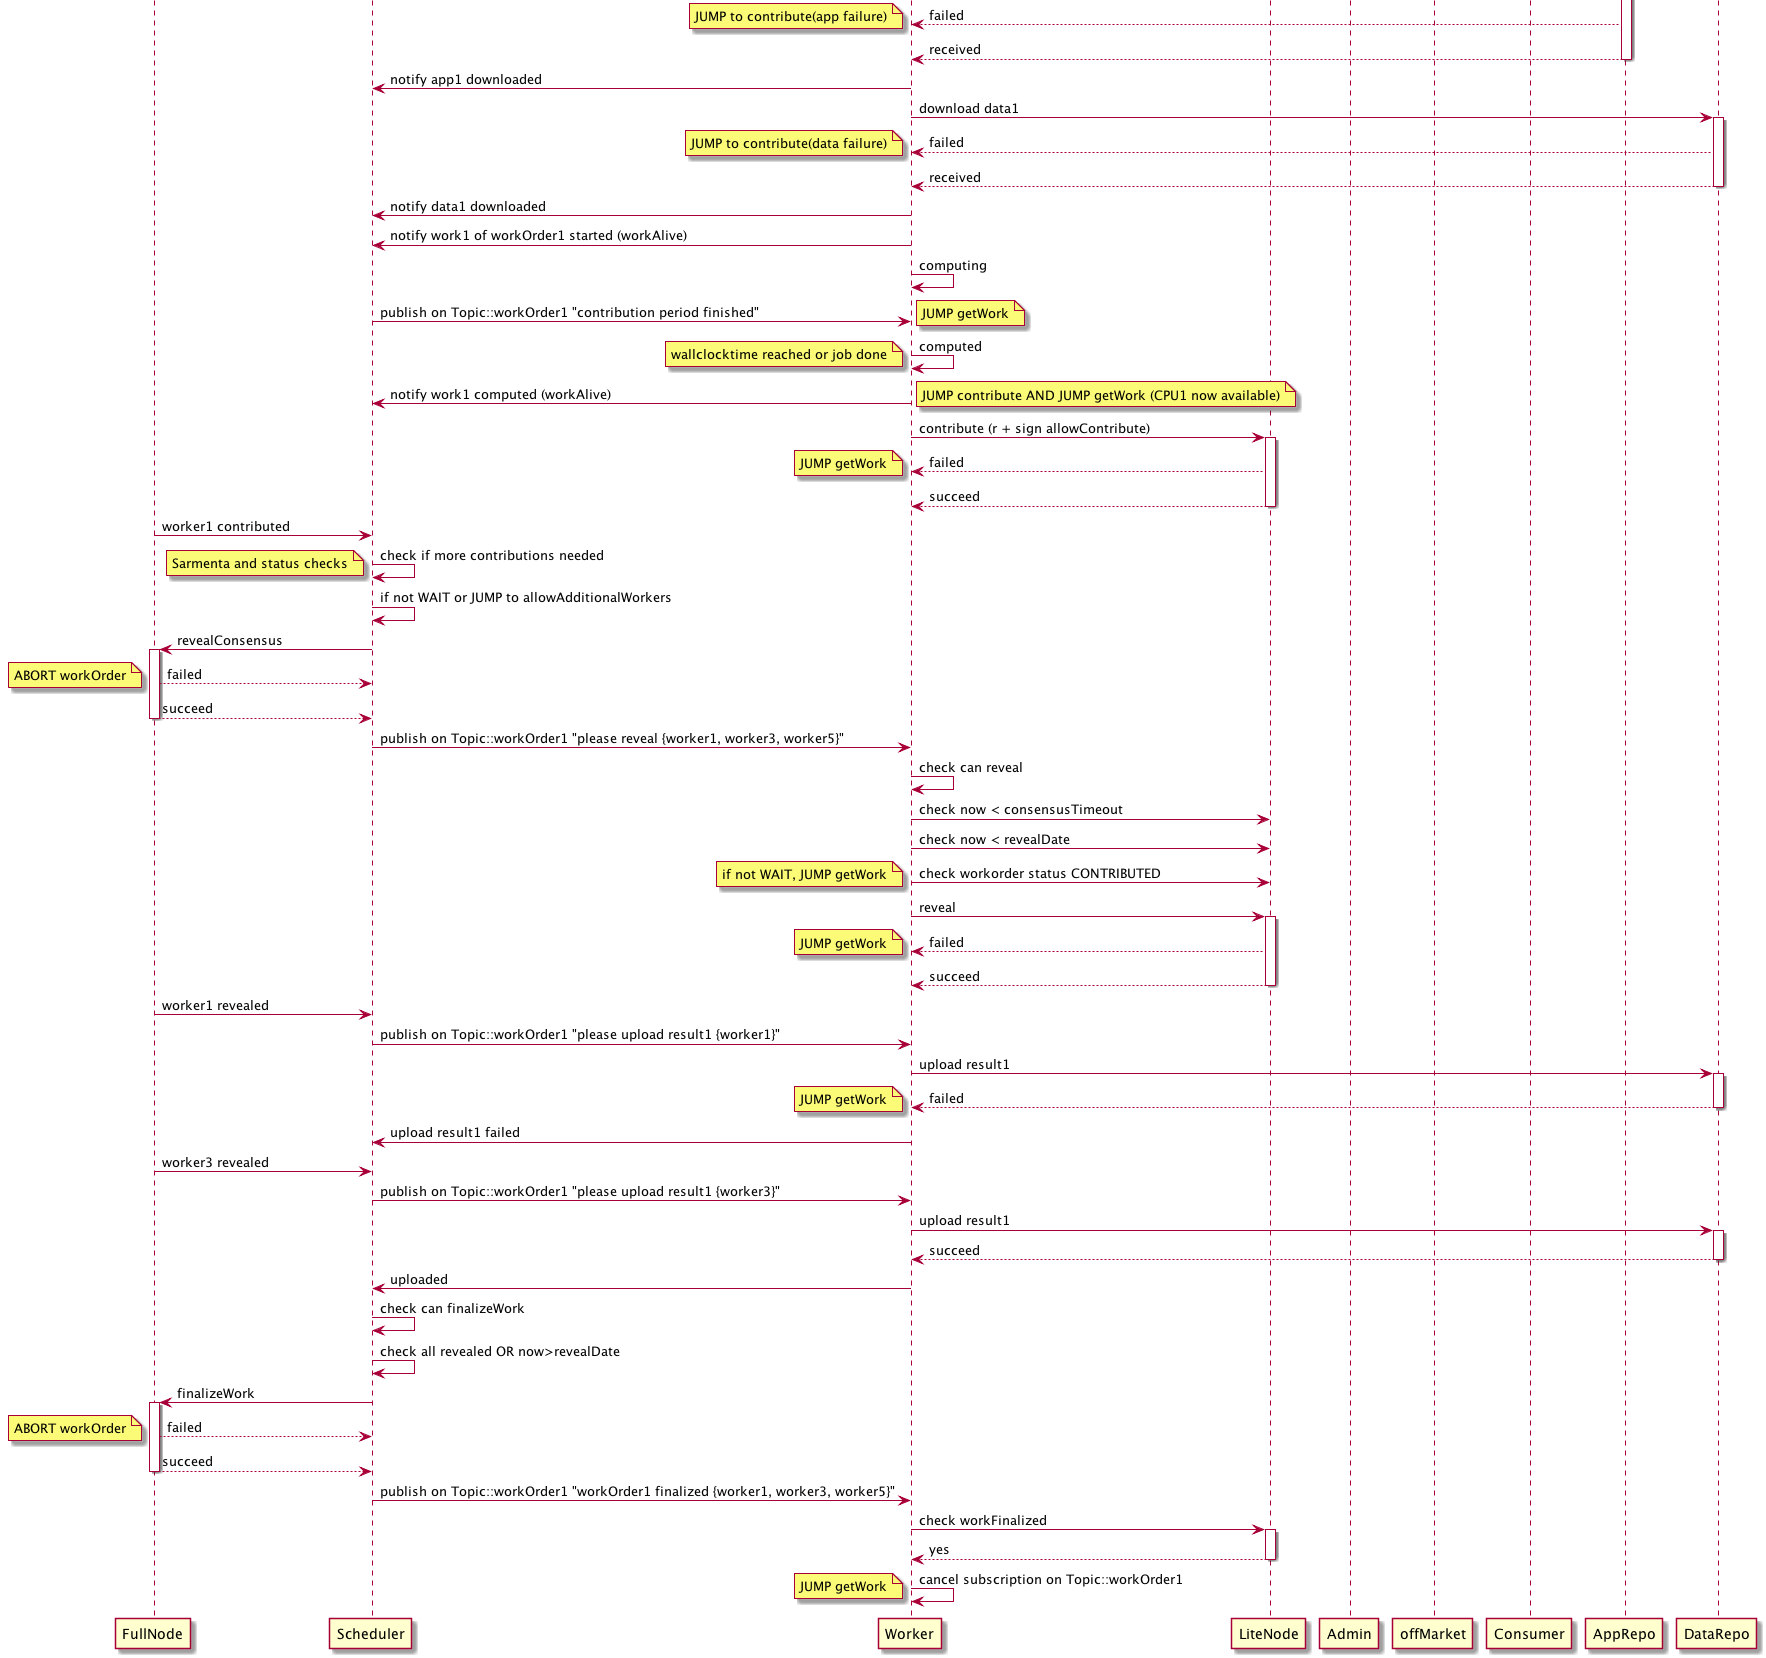 JUMP to contribute(app failure)
failed
received
notify app1 downloaded
download data1
JUMP to contribute(data failure)
failed
received
notify data1 downloaded
notify work1 of workOrder1 started (workAlive)
computing
publish on Topic::workOrder1 "contribution period finished"
JUMP getWork
wallclocktime reached or job done
computed
notify work1 computed (workAlive)
JUMP contribute AND JUMP getWork (CPU1 now available)
contribute (r + sign allowContribute)
JUMP getWork
failed
succeed
worker1 contributed
Sarmenta and status checks
check if more contributions needed
if not WAIT or JUMP to allowAdditionalWorkers
revealConsensus
ABORT workOrder
failed
succeed
publish on Topic::workOrder1 "please reveal {worker1, worker3, worker5}"
check can reveal
check now < consensusTimeout
check now < revealDate
if not WAIT, JUMP getWork
check workorder status CONTRIBUTED
reveal
JUMP getWork
failed
succeed
worker1 revealed
publish on Topic::workOrder1 "please upload result1 {worker1}"
upload result1
JUMP getWork
failed
upload result1 failed
worker3 revealed
publish on Topic::workOrder1 "please upload result1 {worker3}"
upload result1
succeed
uploaded
check can finalizeWork
check all revealed OR now>revealDate
finalizeWork
ABORT workOrder
failed
succeed
publish on Topic::workOrder1 "workOrder1 finalized {worker1, worker3, worker5}"
check workFinalized
yes
JUMP getWork
cancel subscription on Topic::workOrder1
FullNode
Scheduler
Worker
LiteNode
Admin
offMarket
Consumer
AppRepo
DataRepo